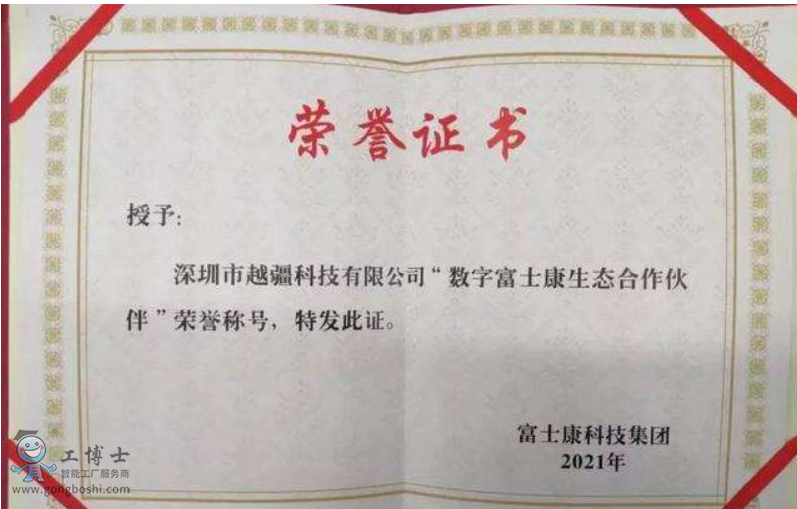 荣誉证书
授予:
深圳市越疆科技有限公司“数字富士康生态合作伙
伴”荣誉称号，特发此证。
富士康科技集团
2021年
工博士
智能工厂服务商
www.gongboshi.com